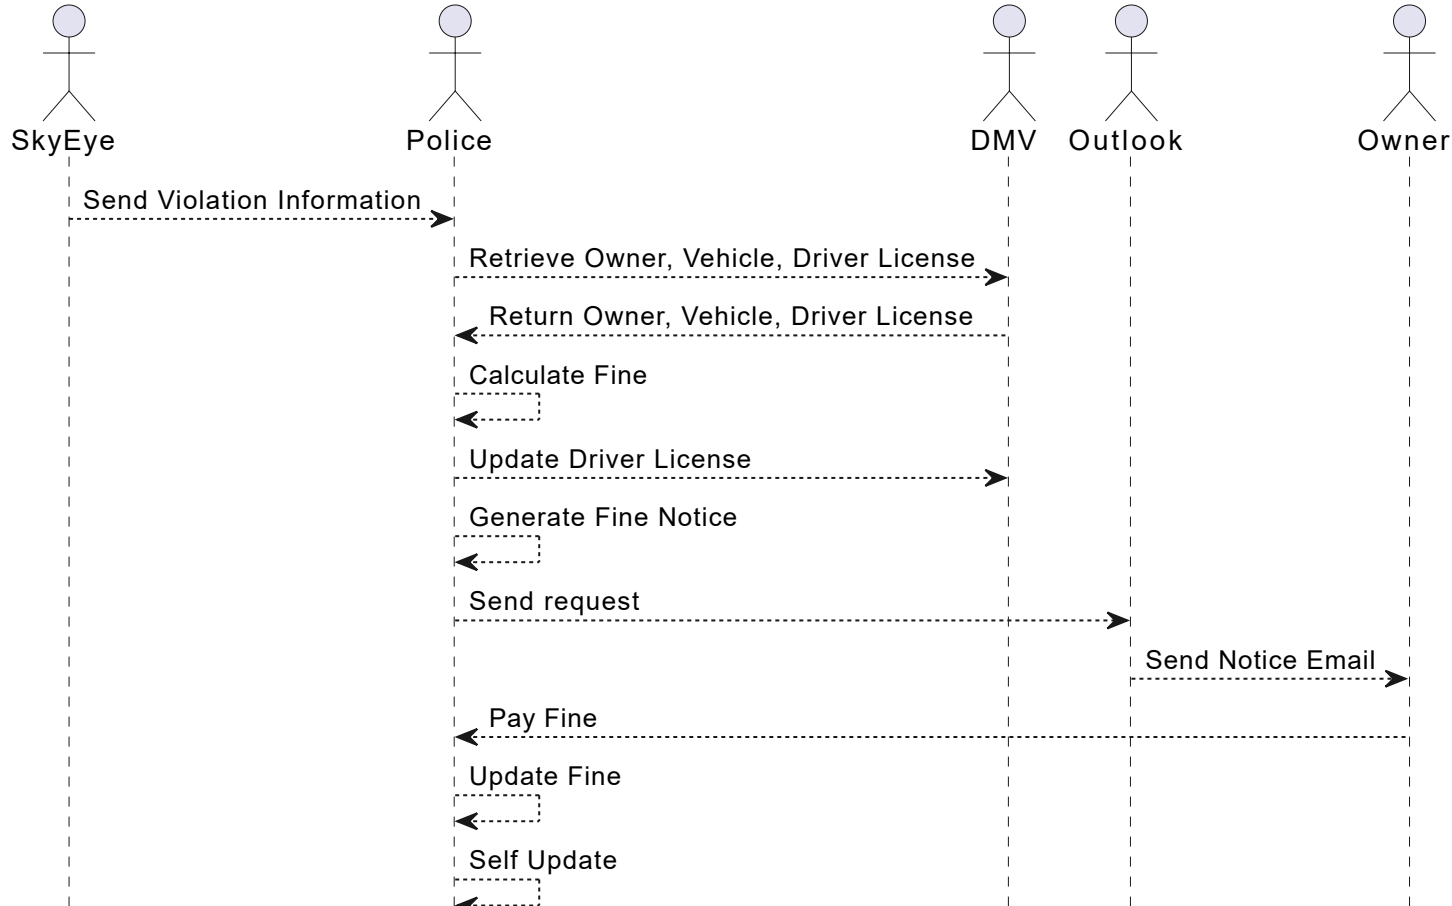 SkyEye Police DMV Outlook Owner
Send Violation Information
Retrieve Owner, Vehicle, Driver License
Return Owner, Vehicle, Driver License
Calculate Fine
Update Driver License
Generate Fine Notice
Send request
Send Notice Email
Pay Fine
Update Fine
Self Update